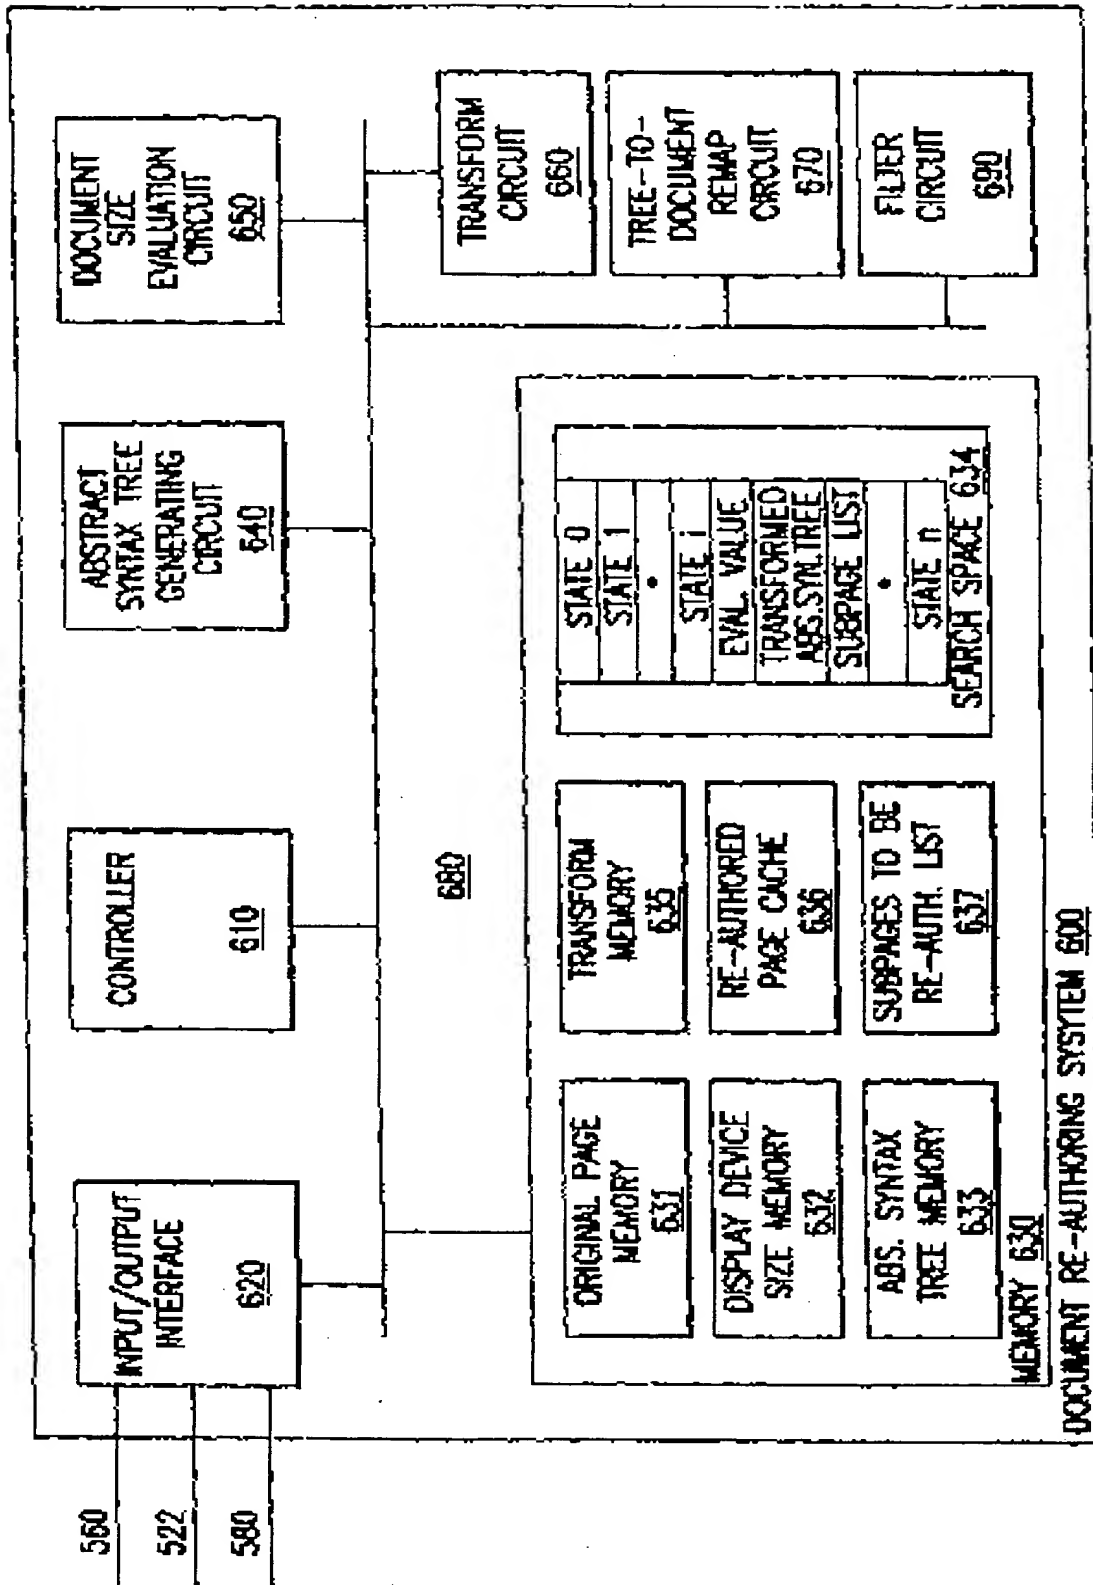 560
522
580
INPUT/OUTPUT
INTERFACE
620
CONTROLLER
610
ABSTRACT
SYNTAX TREE
GENERATING
CIRCUIT
640
DOCUMENT
SIZE
EVALUATION
CIRCUIT
650
680
TRANSFORM
CIRCUIT
660
TREE-TO-
DOCUMENT
REMAP
CIRCUIT
670
FILTER
CIRCUIT
690
ORIGINAL PAGE
MEMORY
631
DISPLAY DEVICE
SIZE MEMORY
632
ABS. SYNTAX
TREE MEMORY
633
TRANSFORM
MEMORY
635
RE-AUTHORED
PAGE CACHE
636
SUBPAGES TO BE
RE-AUTH. LIST
637
STATE 0
STATE 1
STATE i
EVAL. VALUE
TRANSFORMED
ABS.SYN.TREE
SUBPAGE LIST
STATE n
SEARCH SPACE 634
MEMORY 630
DOCUMENT RE-AUTHORING SYSYTEM 600